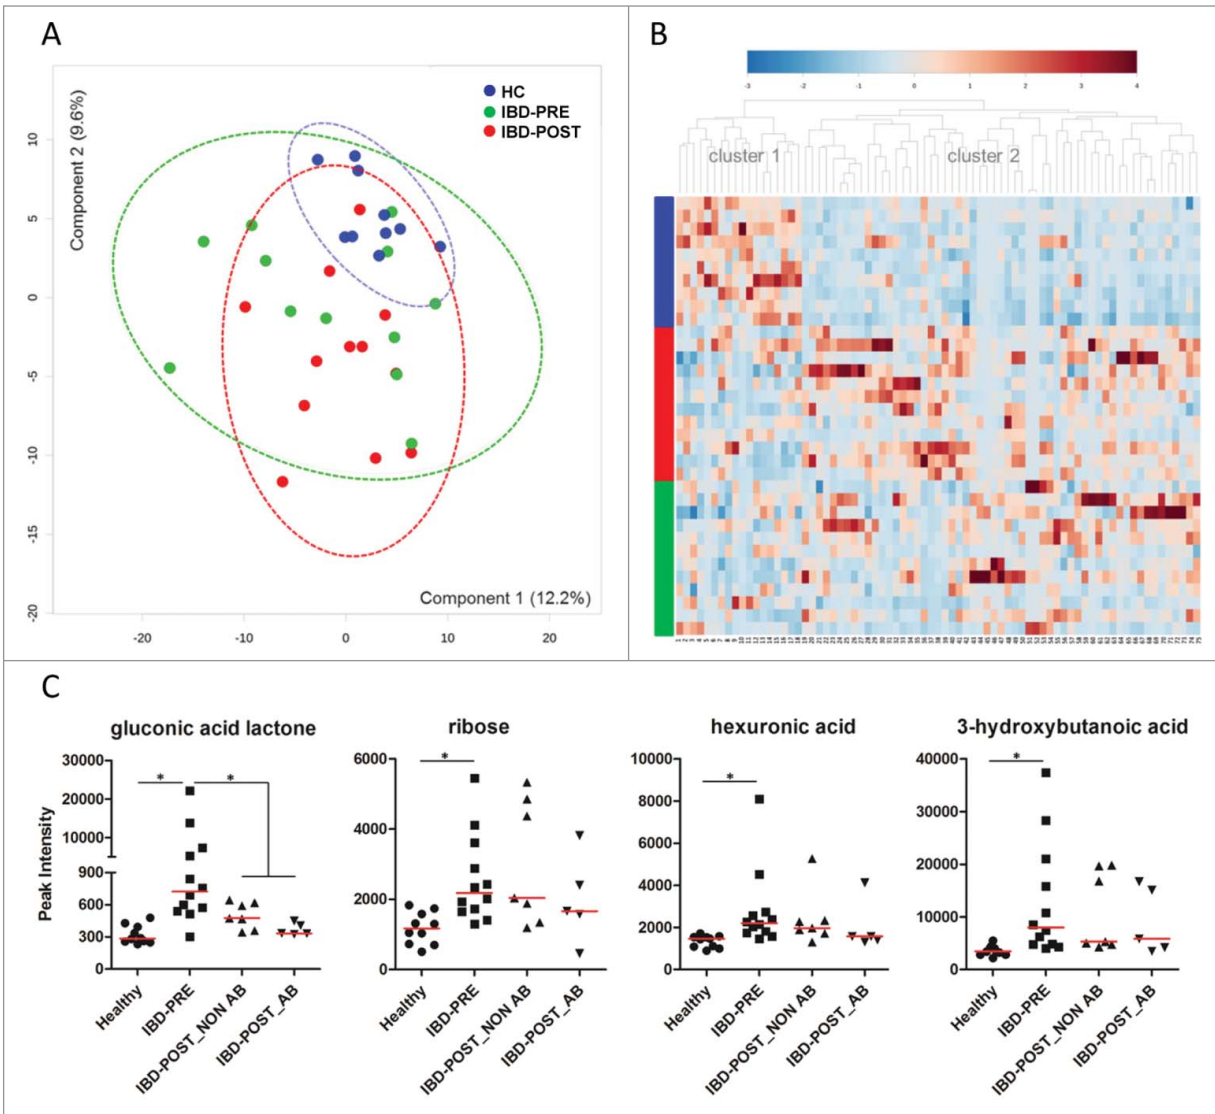 A
HC
IBD-PRE
IBD-POST
Component 2 (9.6%)
10
5
0
-5
-10
-15
-20
-20
-10
0
10
20
Component 1 (12.2%)
B
-3
-2
-1
0
1
2
3
4
cluster 1
cluster 2
C
gluconic acid lactone
Peak Intensity
30000
20000
10000
900
600
300
0
*
*
Healthy
IBD-PRE
IBD-POST_NON AB
IBD-POST_AB
ribose
6000
4000
2000
0
*
Healthy
IBD-PRE
IBD-POST_NON AB
IBD-POST_AB
hexuronic acid
10000
8000
6000
4000
2000
0
*
Healthy
IBD-PRE
IBD-POST_NON AB
IBD-POST_AB
3-hydroxybutanoic acid
40000
30000
20000
10000
0
*
Healthy
IBD-PRE
IBD-POST_NON AB
IBD-POST_AB